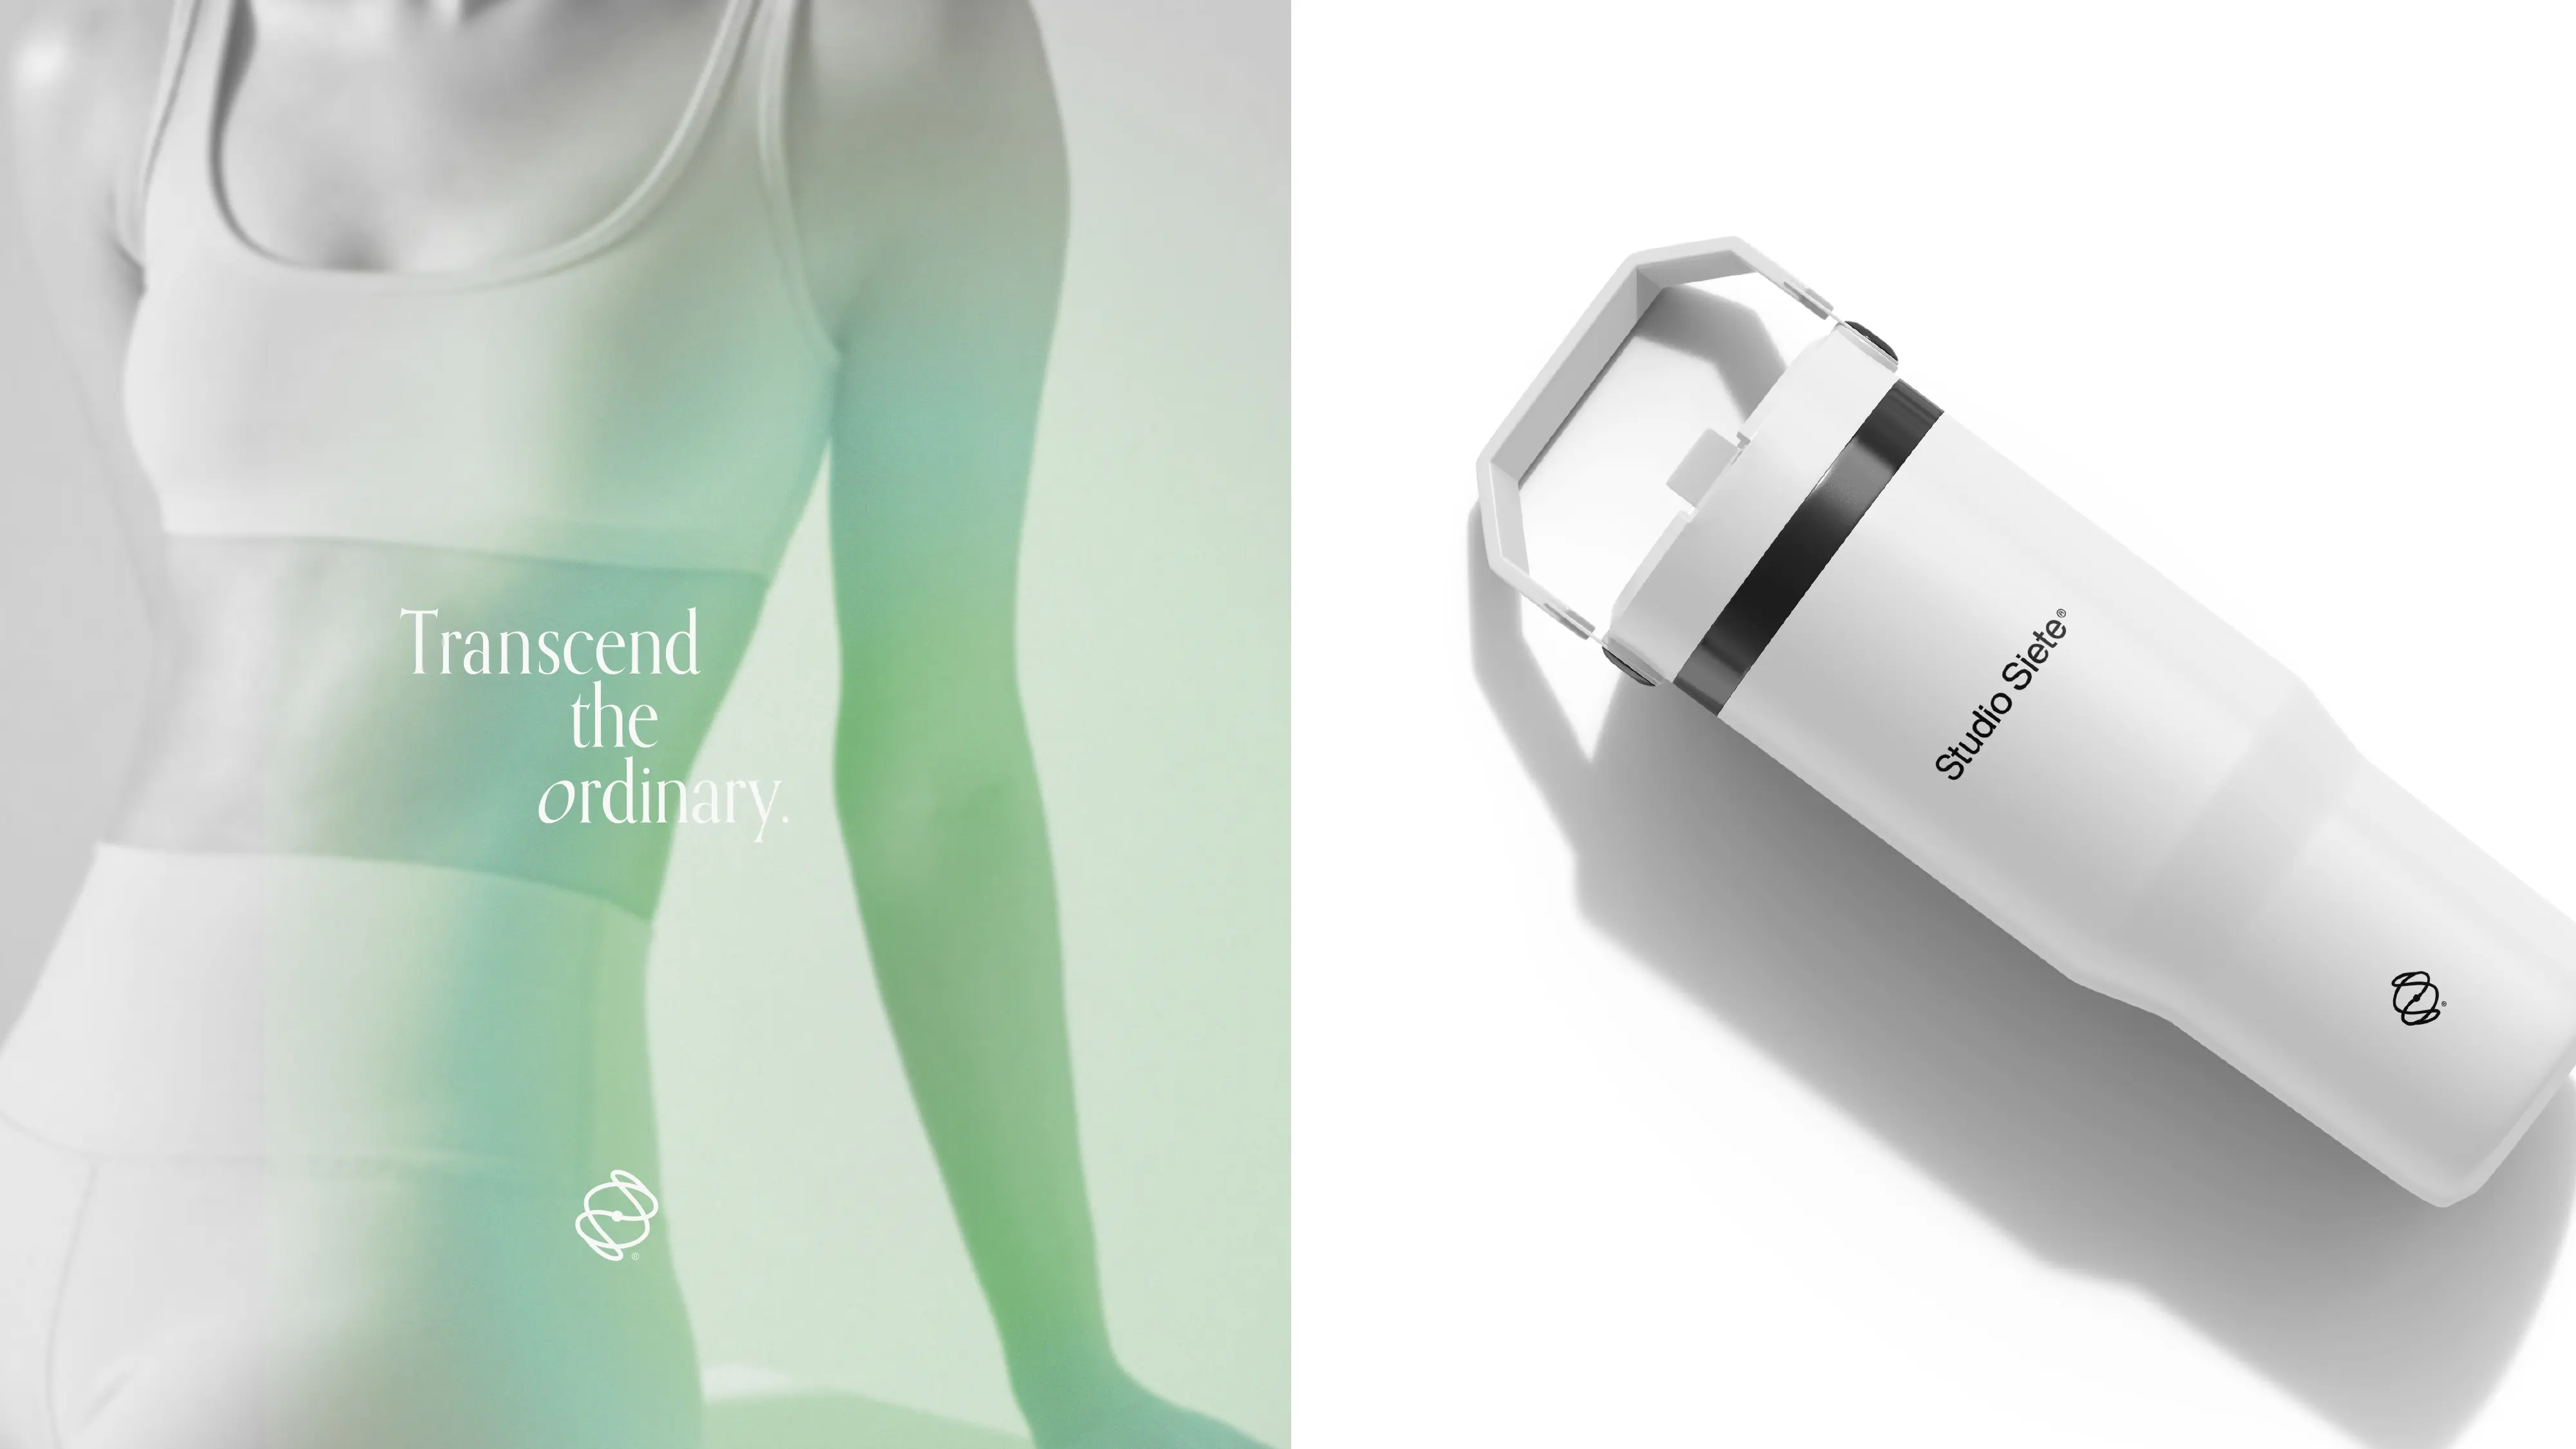 Transcend
the
ordinary.
®
Studio Siete®
®